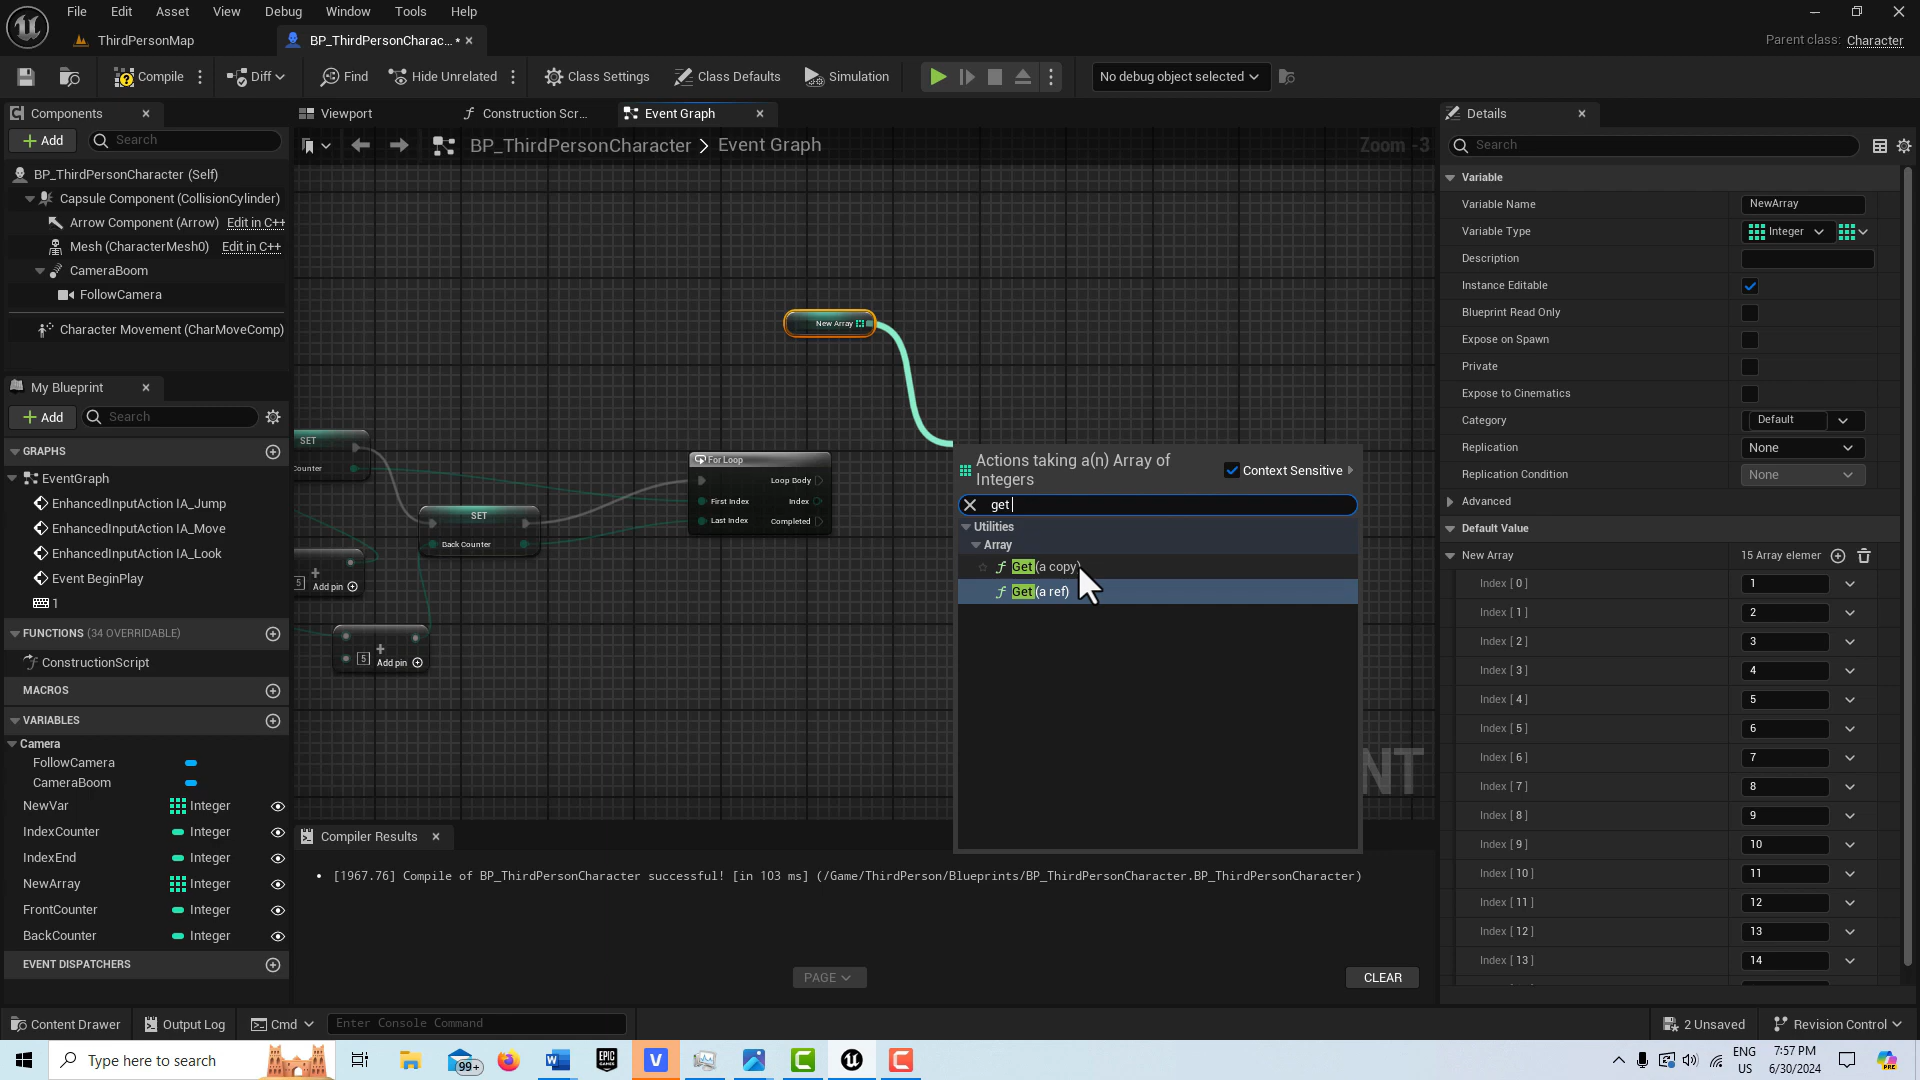 File Edit Asset View Debug Window Tools Help
ThirdPersonMap
BP_ThirdPersonCharac... *
Parent class: Character
Compile
Diff
Find
Hide Unrelated
Class Settings
Class Defaults
Simulation
No debug object selected
Components
Add
Search
BP_ThirdPersonCharacter (Self)
Capsule Component (CollisionCylinder)
Arrow Component (Arrow) Edit in C++
Mesh (CharacterMesh0) Edit in C++
CameraBoom
FollowCamera
Character Movement (CharMoveComp)
My Blueprint
Add
Search
GRAPHS
EventGraph
EnhancedInputAction IA_Jump
EnhancedInputAction IA_Move
EnhancedInputAction IA_Look
Event BeginPlay
1
FUNCTIONS (34 OVERRIDABLE)
ConstructionScript
MACROS
VARIABLES
Camera
FollowCamera
CameraBoom
NewVar Integer
IndexCounter Integer
IndexEnd Integer
NewArray Integer
FrontCounter Integer
BackCounter Integer
EVENT DISPATCHERS
Viewport
Construction Scr...
Event Graph
BP_ThirdPersonCharacter > Event Graph
Zoom -3
New Array
SET
ounter
SET
Back Counter
For Loop
Loop Body
First Index
Index
Last Index
Completed
5
Add pin
5
Add pin
Actions taking a(n) Array of Integers
Context Sensitive
get
Utilities
Array
Get (a copy)
Get (a ref)
NT
Compiler Results
[1967.76] Compile of BP_ThirdPersonCharacter successful! [in 103 ms] (/Game/ThirdPerson/Blueprints/BP_ThirdPersonCharacter.BP_ThirdPersonCharacter)
PAGE
CLEAR
Details
Search
Variable
Variable Name NewArray
Variable Type Integer
Description
Instance Editable
Blueprint Read Only
Expose on Spawn
Private
Expose to Cinematics
Category Default
Replication None
Replication Condition None
Advanced
Default Value
New Array 15 Array elemer
Index [ 0 ] 1
Index [ 1 ] 2
Index [ 2 ] 3
Index [ 3 ] 4
Index [ 4 ] 5
Index [ 5 ] 6
Index [ 6 ] 7
Index [ 7 ] 8
Index [ 8 ] 9
Index [ 9 ] 10
Index [ 10 ] 11
Index [ 11 ] 12
Index [ 12 ] 13
Index [ 13 ] 14
Content Drawer
Output Log
Cmd
Enter Console Command
2 Unsaved
Revision Control
Type here to search
99+
ENG
US
7:57 PM
6/30/2024